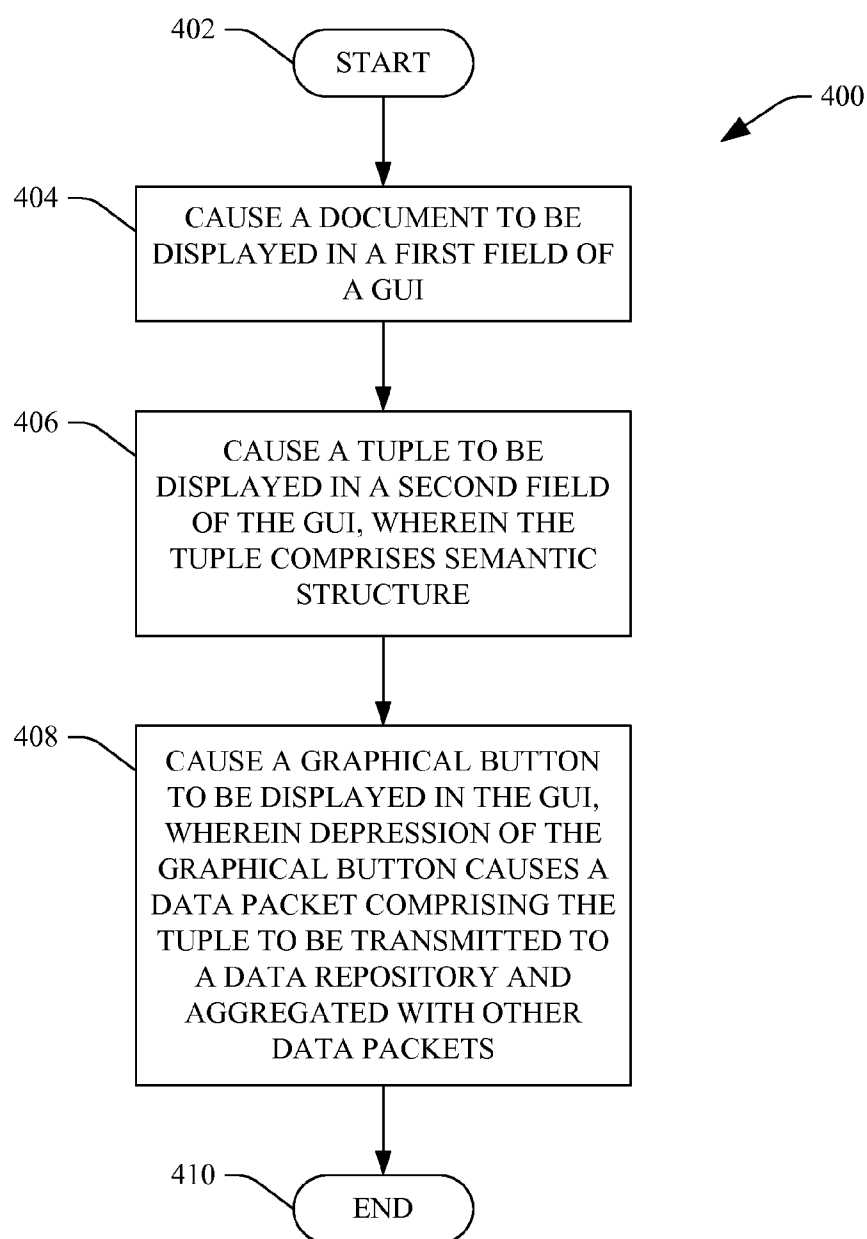 402
START
400
404
CAUSE A DOCUMENT TO BE
DISPLAYED IN A FIRST FIELD OF
A GUI
406
CAUSE A TUPLE TO BE
DISPLAYED IN A SECOND FIELD
OF THE GUI, WHEREIN THE
TUPLE COMPRISES SEMANTIC
STRUCTURE
408
CAUSE A GRAPHICAL BUTTON
TO BE DISPLAYED IN THE GUI,
WHEREIN DEPRESSION OF THE
GRAPHICAL BUTTON CAUSES A
DATA PACKET COMPRISING THE
TUPLE TO BE TRANSMITTED TO
A DATA REPOSITORY AND
AGGREGATED WITH OTHER
DATA PACKETS
410
END